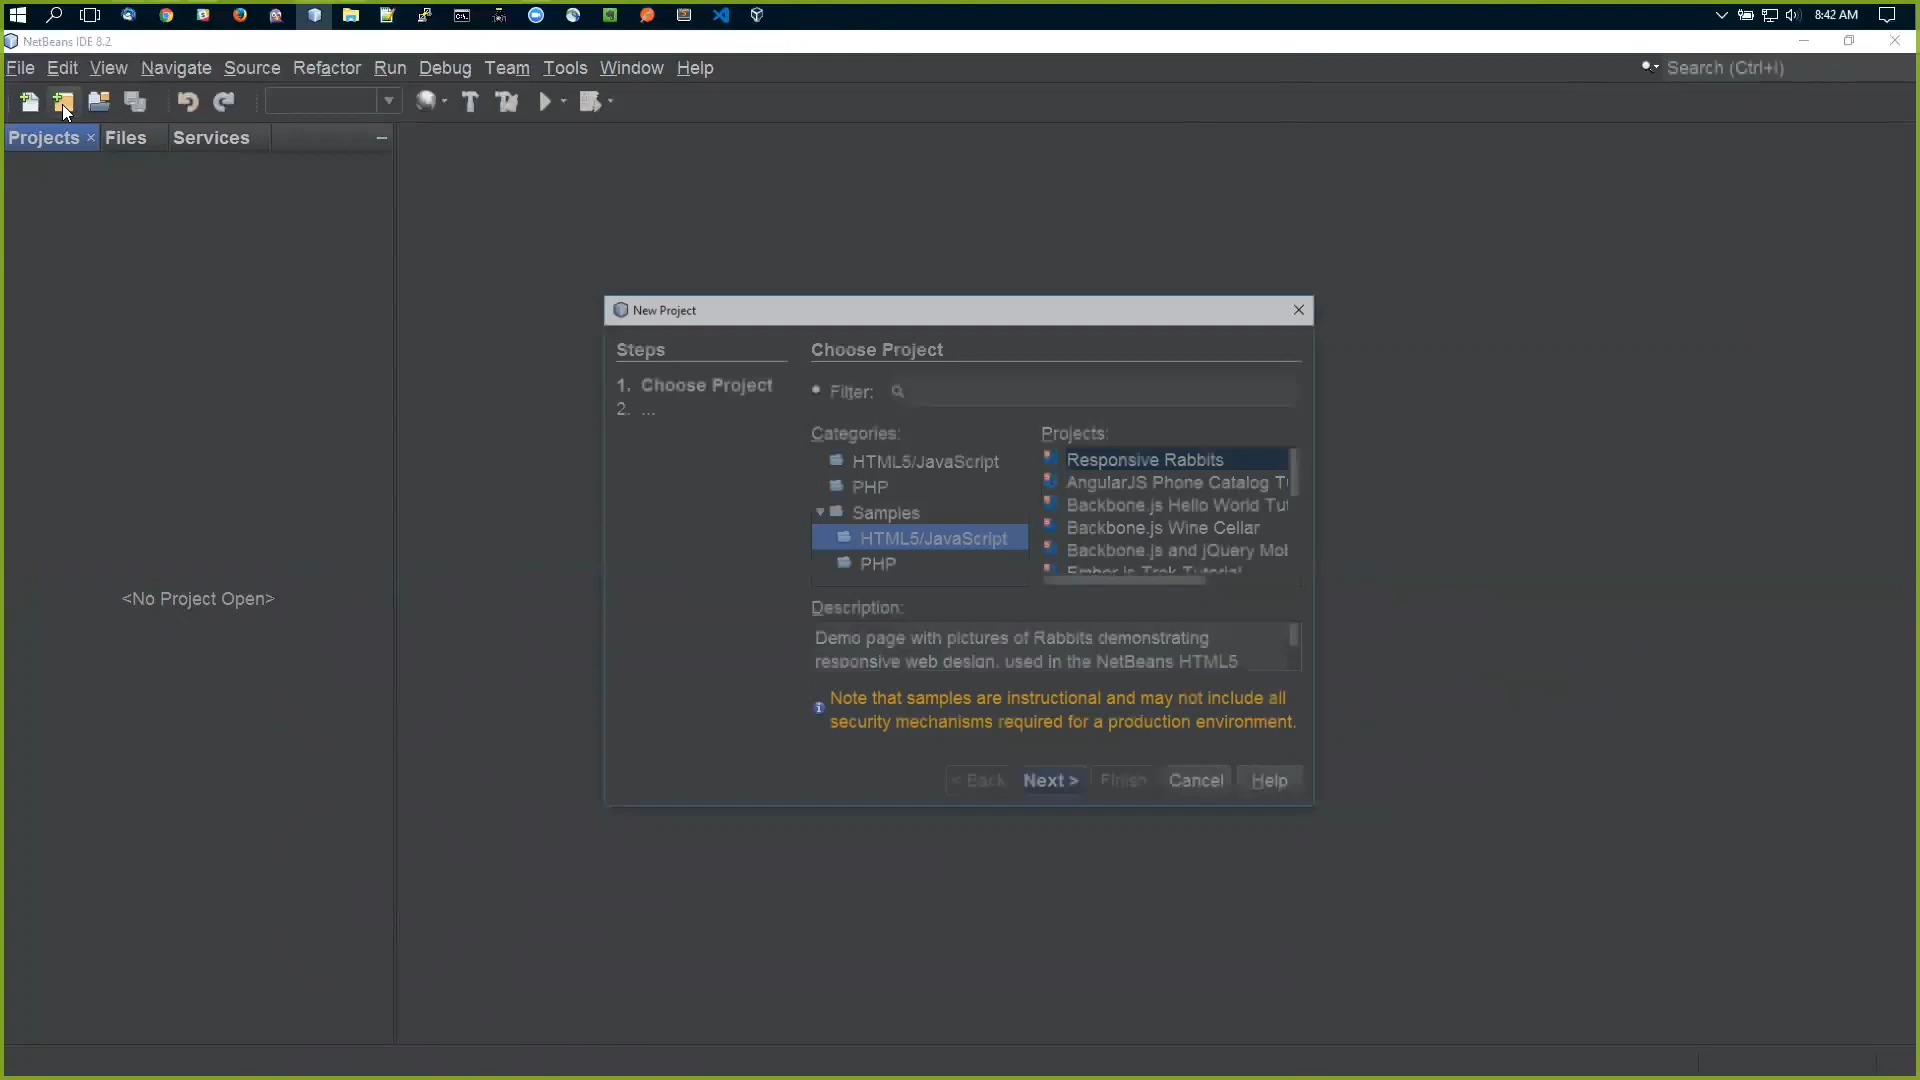 8:42 AM
NetBeans IDE 8.2
File Edit View Navigate Source Refactor Run Debug Team Tools Window Help
Search (Ctrl+I)
Projects Files Services
<No Project Open>
New Project
Steps
1. Choose Project
2. ...
Choose Project
Filter:
Categories:
HTML5/JavaScript
PHP
Samples
HTML5/JavaScript
PHP
Projects:
Responsive Rabbits
AngularJS Phone Catalog T
Backbone.js Hello World Tut
Backbone.js Wine Cellar
Backbone.js and jQuery Mo
Ember.js Trek Tutorial
Description:
Demo page with pictures of Rabbits demonstrating
responsive web design, used in the NetBeans HTML5
Note that samples are instructional and may not include all
security mechanisms required for a production environment.
< Back Next > Finish Cancel Help